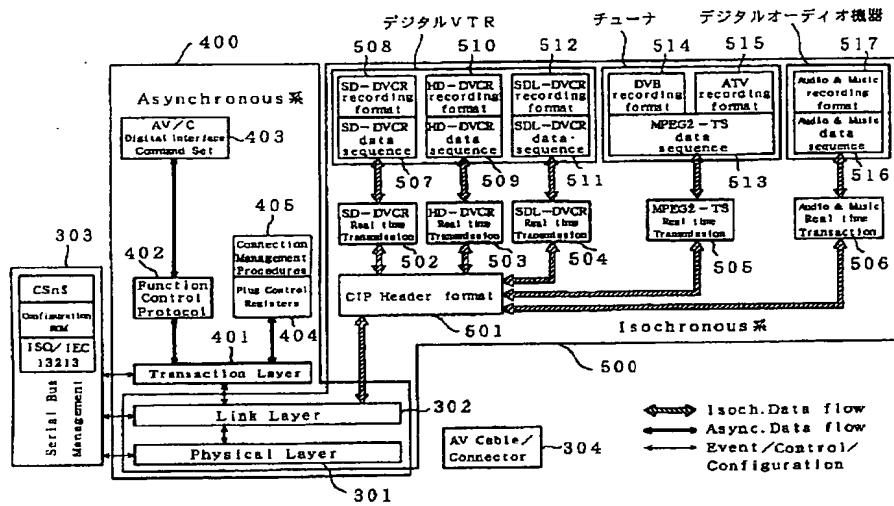 デジタルVTR
チューナ
デジタルオーディオ機器
400
508
510
512
514
515
517
Asynchronous系
SD-DVCR
recording
format
HD-DVCR
recording
format
SDL-DVCR
recording
format
DVB
recording
format
ATV
recording
format
Audio & Music
recording
format
AV/C
Digital Interface
Command Set
403
SD-DVCR
data
sequence
HD-DVCR
data
sequence
SDL-DVCR
data-
sequence
MPEG2-TS
data
sequence
Audio & Music
data
sequence
507
509
511
513
516
405
Connection
Management
Procedures
Plug Control
Registers
404
SD-DVCR
Real time
Transmission
HD-DVCR
Real time
Transmission
SDL-DVCR
Real time
Transmission
MPEG2-TS
Real time
Transmission
Audio & Music
Real time
Transaction
502
503
504
505
506
303
402
CSnS
Configuration
ROM
ISO/IEC
13213
Function
Control
Protocol
CIP Header format
501
Isochronous系
401
500
Serial Bus
Management
Transaction Layer
Link Layer
302
Physical Layer
301
AV Cable/
Connector
304
Isoch.Data flow
Async.Data flow
Event/Control/
Configuration